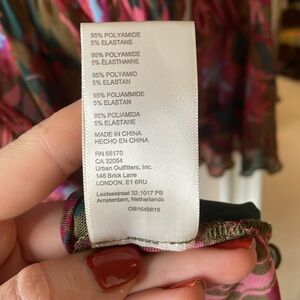 95% POLYAMIDE
5% ELASTANE
95% POLYAMIDE
5% ÉLASTHANNE
95% POLYAMID
5% ELASTAN
95% POLIAMMIDE
5% ELASTAN
95% POLIAMIDA
5% ELASTANE
MADE IN CHINA
HECHO EN CHINA
RN 66170
CA 32054
Urban Outfitters, Inc.
146 Brick Lane
LONDON, E1 6RU
Leidsestraat 32,1017 PB
Amsterdam, Netherlands
OB1549619